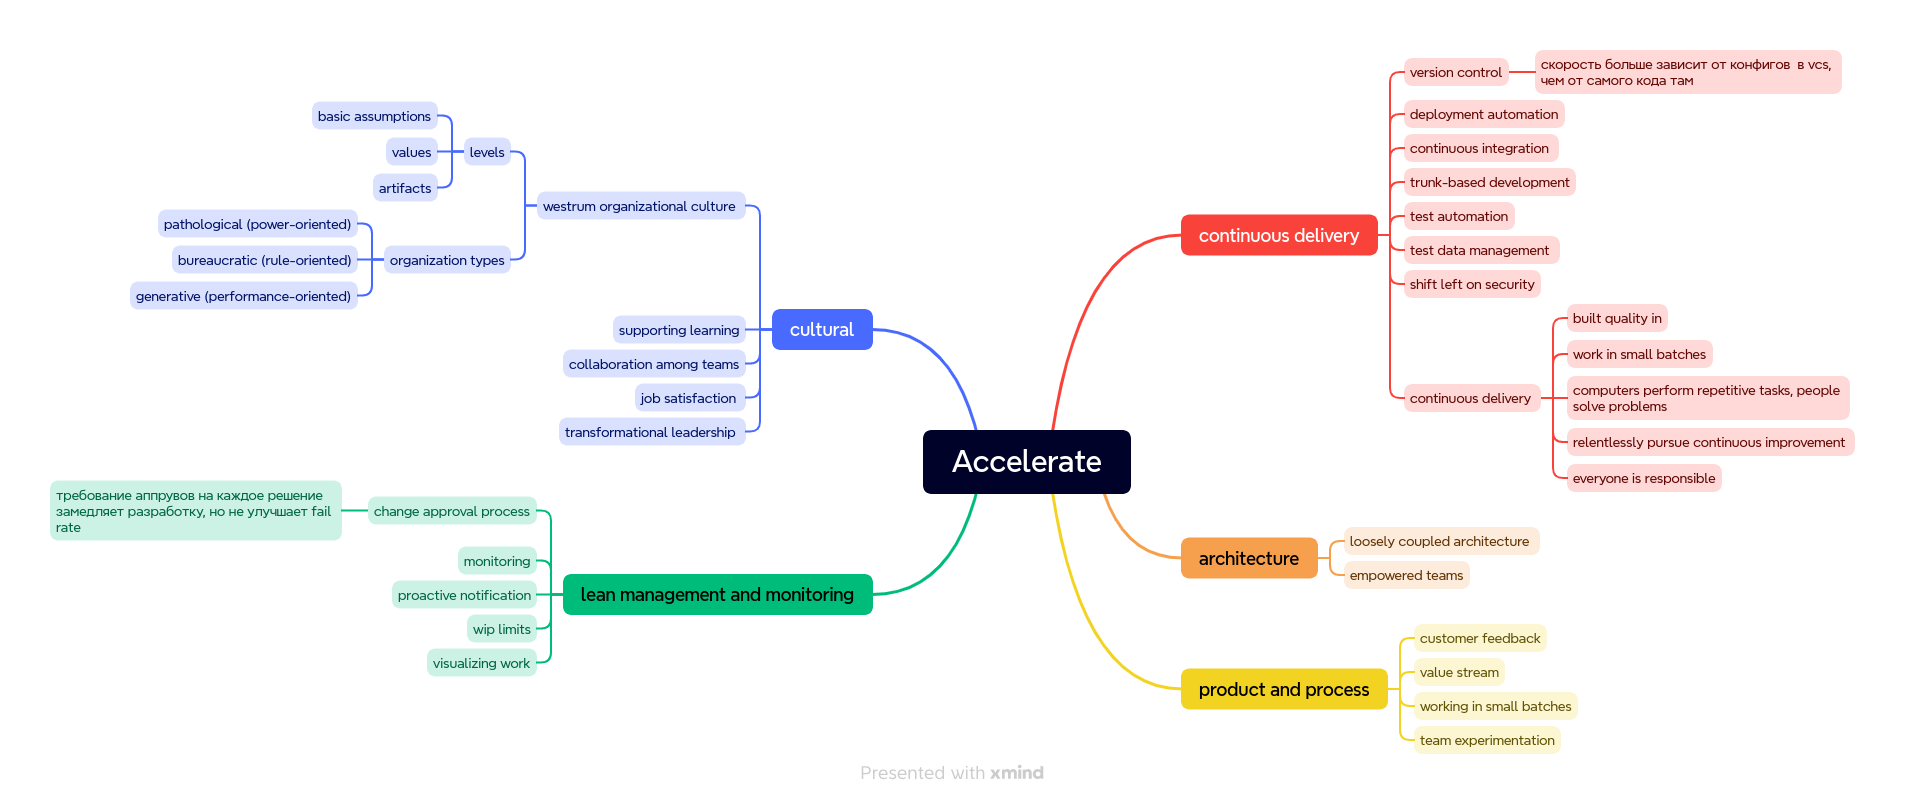 Accelerate
continuous delivery
version control
скорость больше зависит от конфигов  в vcs,
чем от самого кода там
deployment automation
continuous integration
trunk-based development
test automation
test data management
shift left on security
continuous delivery
built quality in
work in small batches
computers perform repetitive tasks, people
solve problems
relentlessly pursue continuous improvement
everyone is responsible
architecture
loosely coupled architecture
empowered teams
product and process
customer feedback
value stream
working in small batches
team experimentation
cultural
westrum organizational culture
levels
basic assumptions
values
artifacts
organization types
pathological (power-oriented)
bureaucratic (rule-oriented)
generative (performance-oriented)
supporting learning
collaboration among teams
job satisfaction
transformational leadership
lean management and monitoring
change approval process
требование аппрувов на каждое решение
замедляет разработку, но не улучшает fail
rate
monitoring
proactive notification
wip limits
visualizing work
Presented with xmind